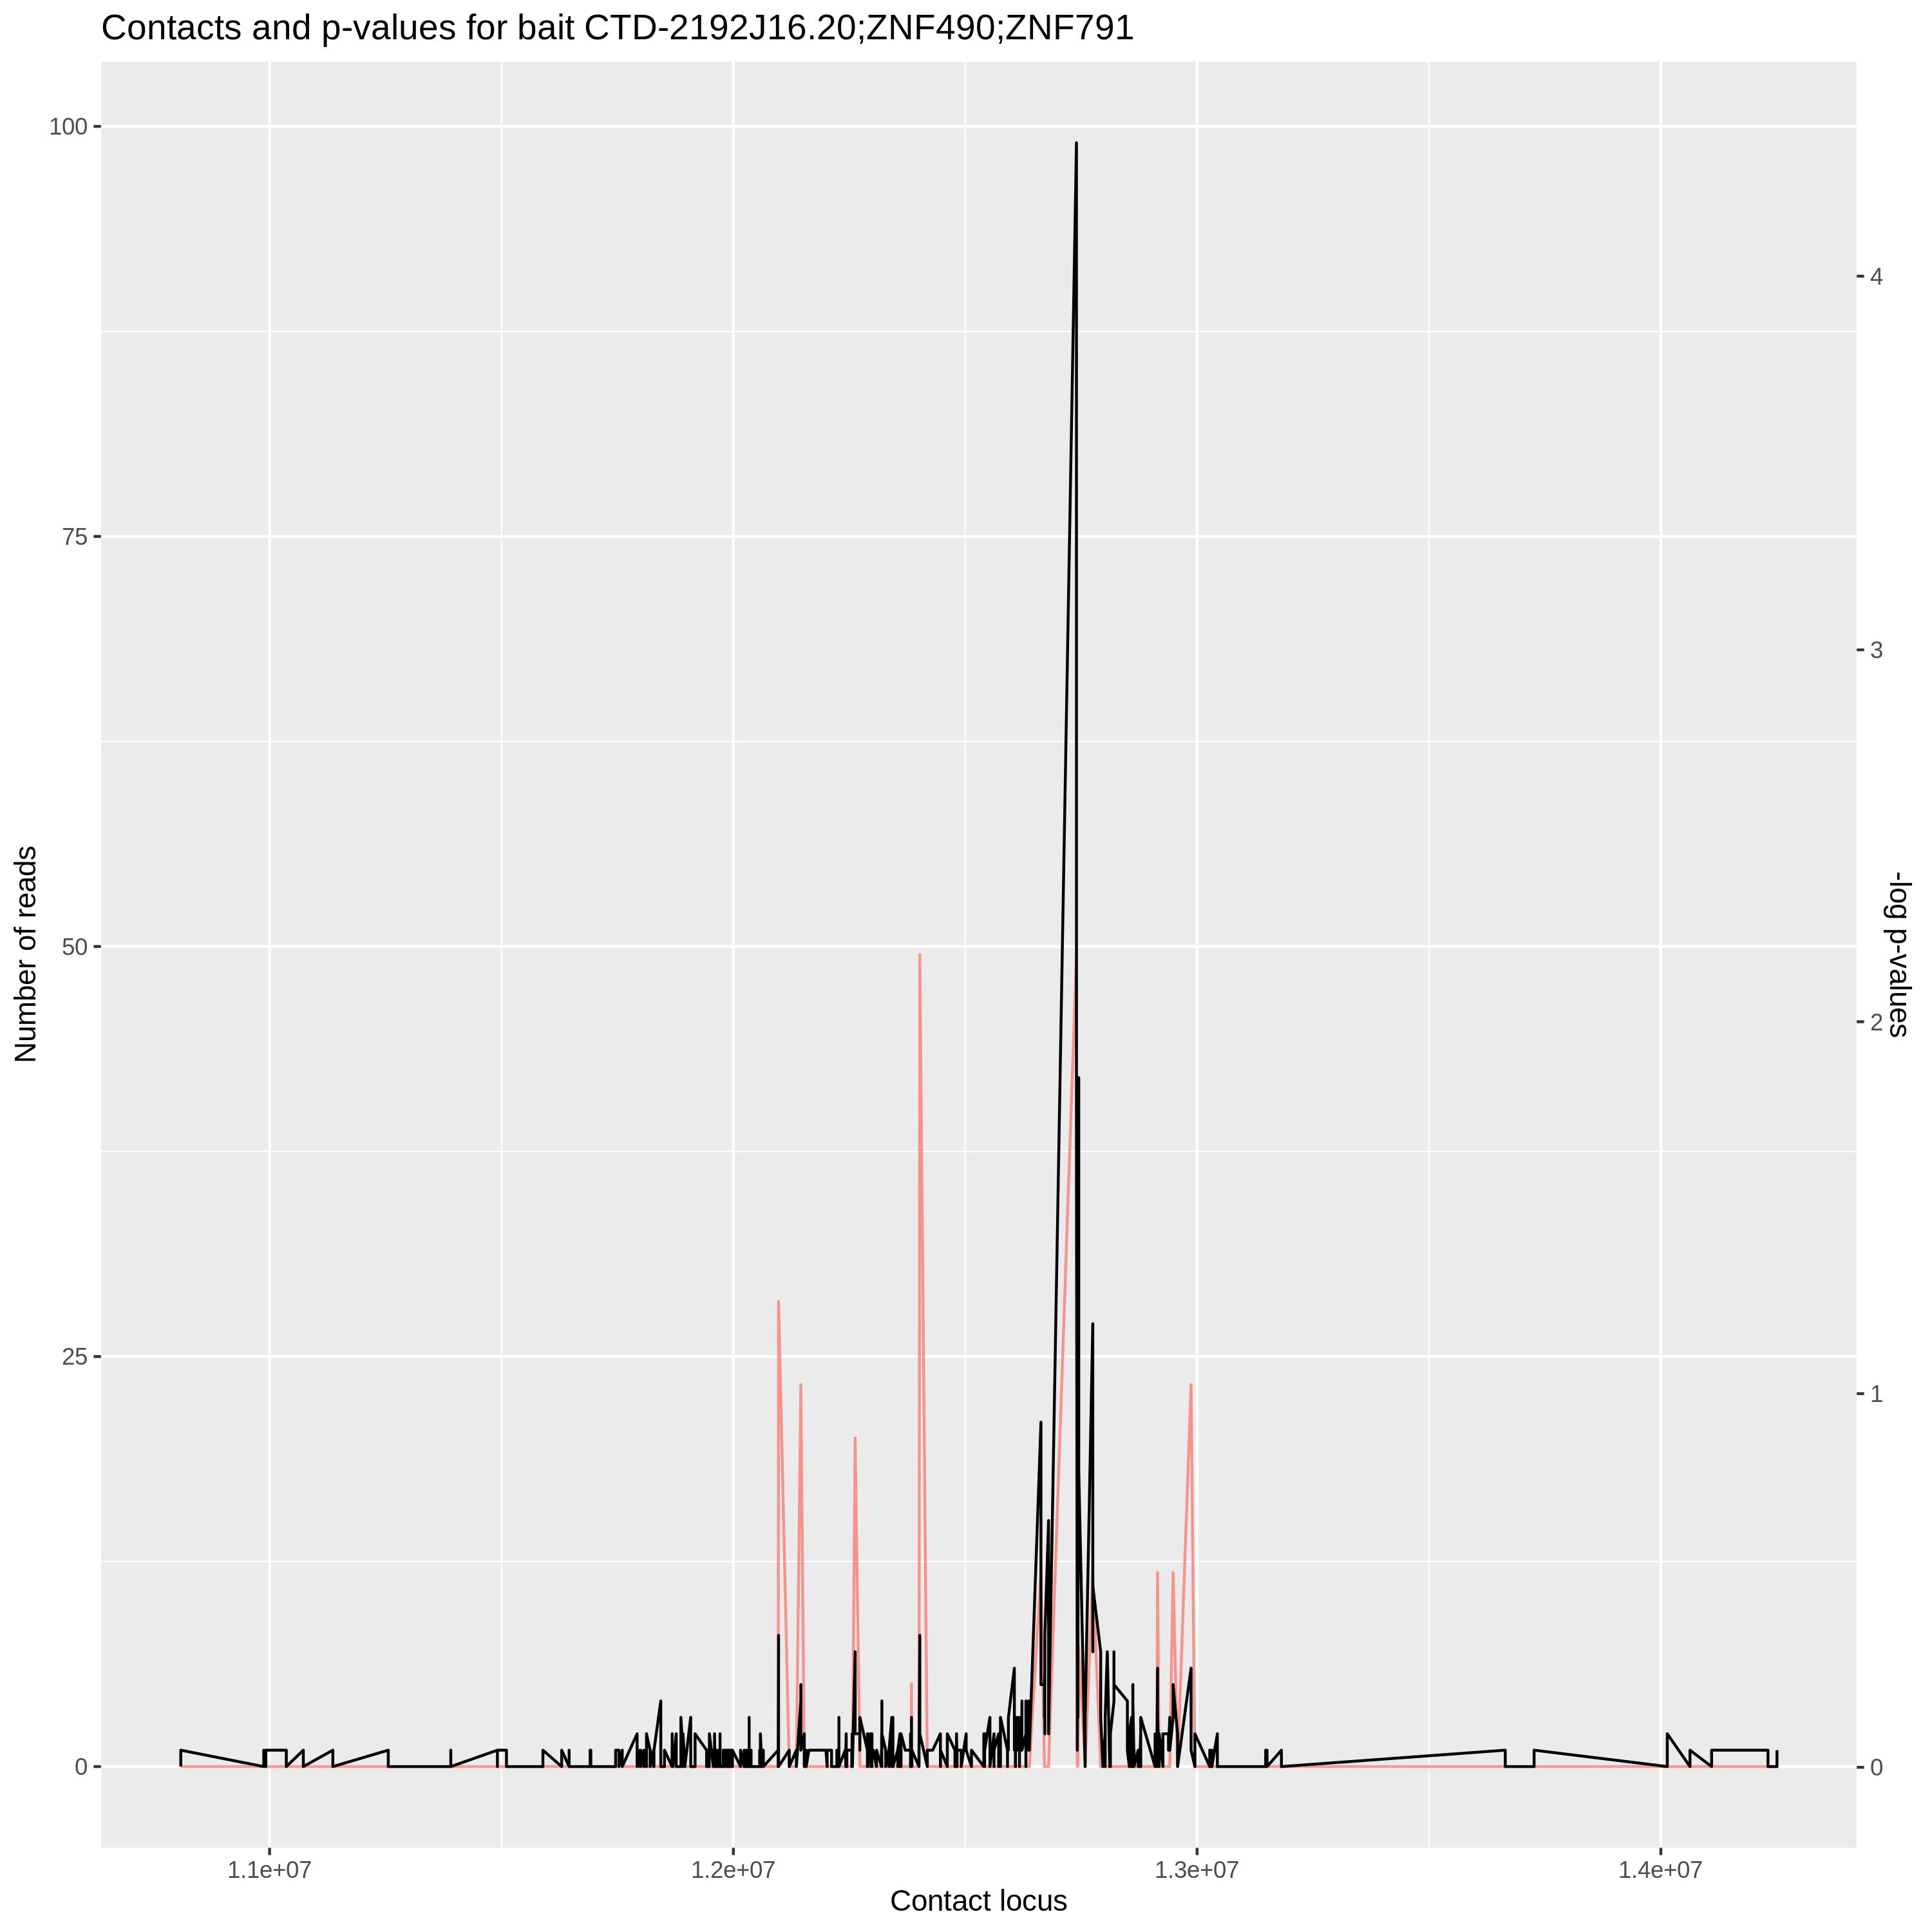 Contacts and p-values for bait CTD-2192J16.20;ZNF490;ZNF791
100
75
50
25
0
Number of reads
4
3
2
1
0
-log p-values
1.1e+07
1.2e+07
1.3e+07
1.4e+07
Contact locus